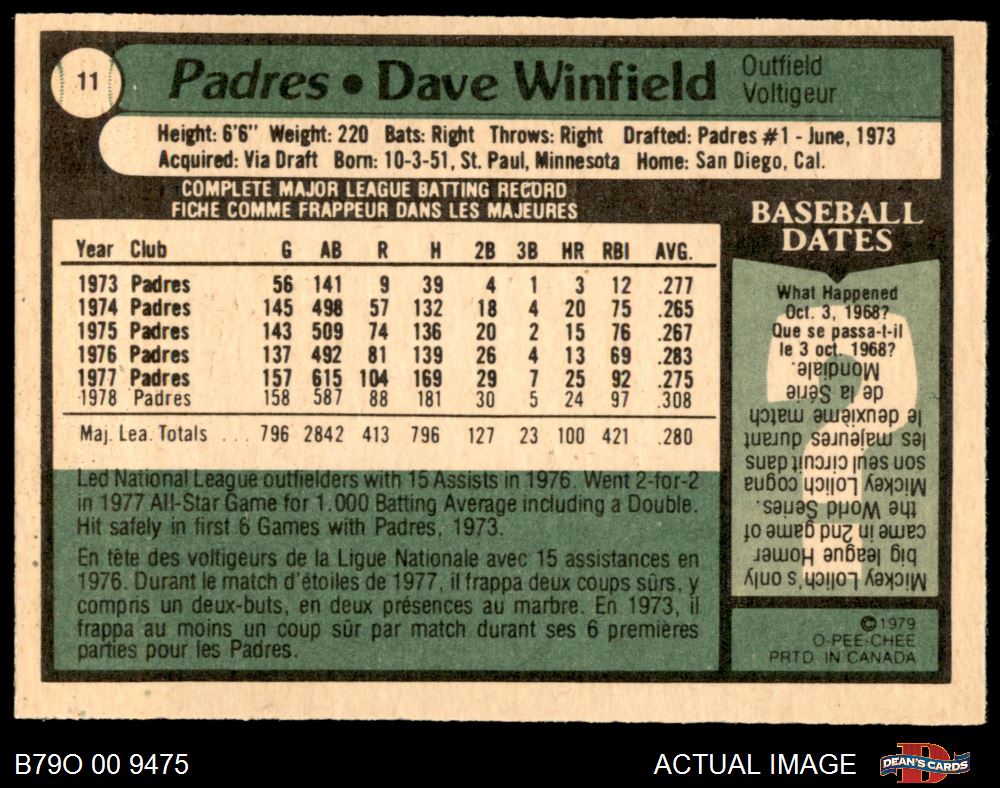 11
Padres • Dave Winfield
Outfield
Voltigeur
Height: 6'6" Weight: 220 Bats: Right Throws: Right Drafted: Padres #1 - June, 1973
Acquired: Via Draft Born: 10-3-51, St. Paul, Minnesota Home: San Diego, Cal.
COMPLETE MAJOR LEAGUE BATTING RECORD
FICHE COMME FRAPPEUR DANS LES MAJEURES
Year Club G AB R H 2B 3B HR RBI AVG.
1973 Padres 56 141 9 39 4 1 3 12 .277
1974 Padres 145 498 57 132 18 4 20 75 .265
1975 Padres 143 509 74 136 20 2 15 76 .267
1976 Padres 137 492 81 139 26 4 13 69 .283
1977 Padres 157 615 104 169 29 7 25 92 .275
1978 Padres 158 587 88 181 30 5 24 97 .308
Maj. Lea. Totals ... 796 2842 413 796 127 23 100 421 .280
Led National League outfielders with 15 Assists in 1976. Went 2-for-2
in 1977 All-Star Game for 1.000 Batting Average including a Double.
Hit safely in first 6 Games with Padres, 1973.
En tête des voltigeurs de la Ligue Nationale avec 15 assistances en
1976. Durant le match d'étoiles de 1977, il frappa deux coups sûrs, y
compris un deux-buts, en deux présences au marbre. En 1973, il
frappa au moins un coup sûr par match durant ses 6 premières
parties pour les Padres.
BASEBALL
DATES
What Happened
Oct. 3, 1968?
Que se passa-t-il
le 3 oct. 1968?
Mickey Lolich's only
big league Homer
came in 2nd game of
the World Series.
Mickey Lolich cogna
son seul circuit dans
les majeures durant
le deuxième match
de la Série
Mondiale.
©1979
O-PEE-CHEE
PRTD IN CANADA
B79O 00 9475
ACTUAL IMAGE
D
DEAN'S CARDS